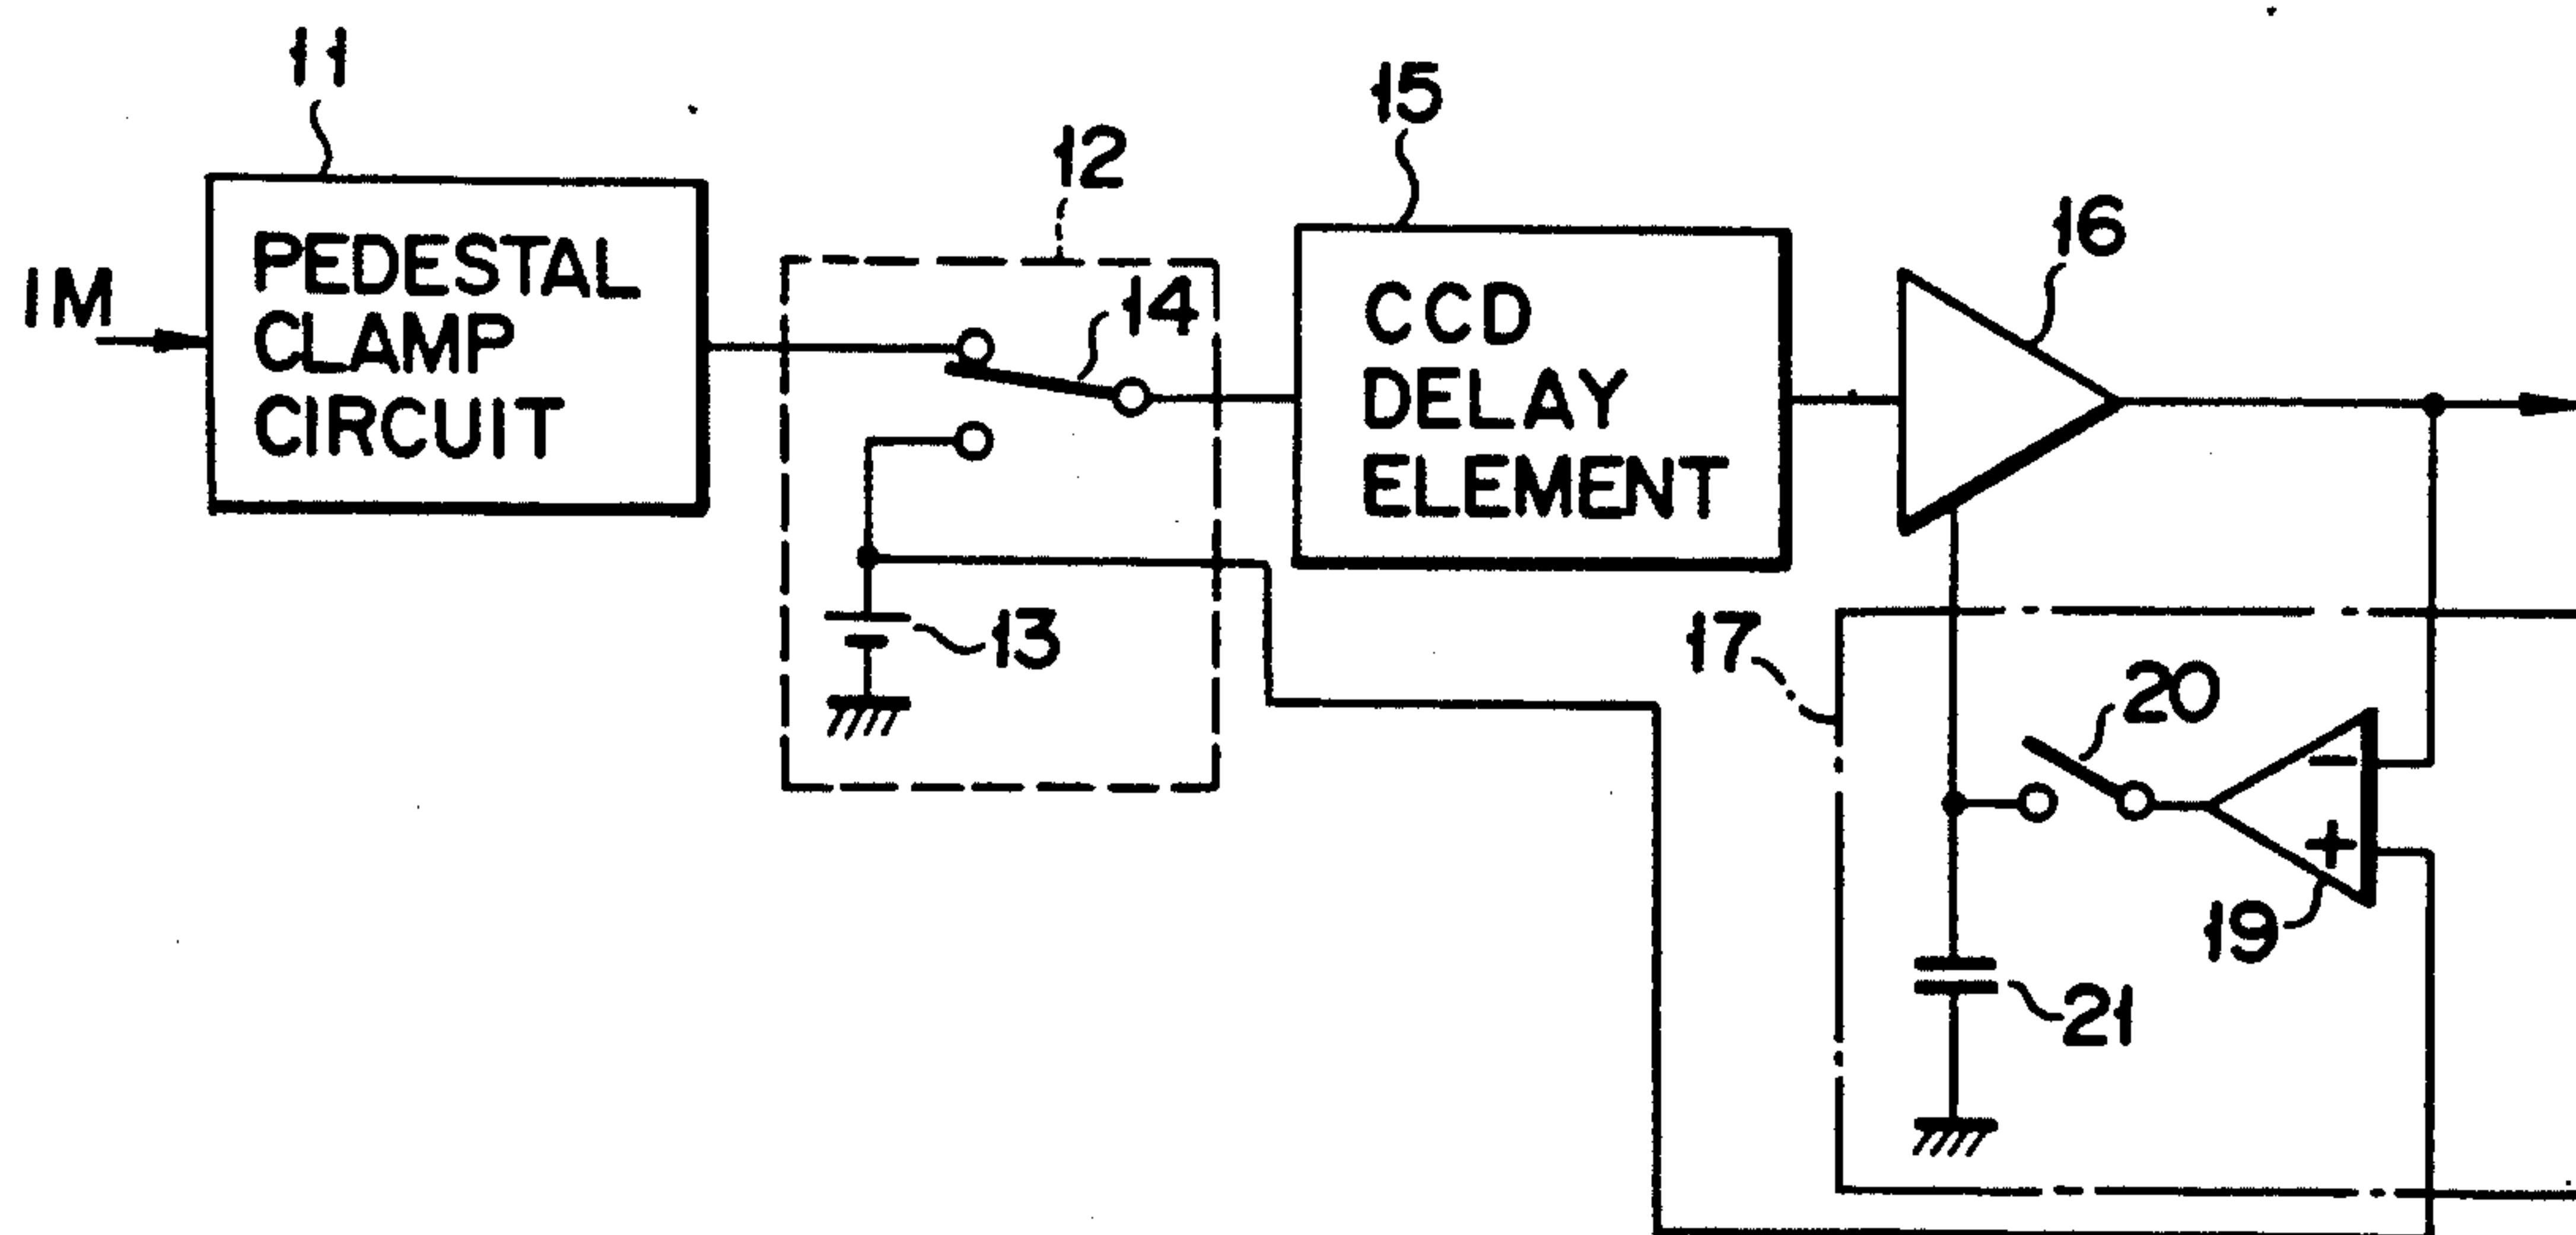 11
PEDESTAL
CLAMP
CIRCUIT
IM
12
14
13
15
CCD
DELAY
ELEMENT
16
17
20
-
+
19
21